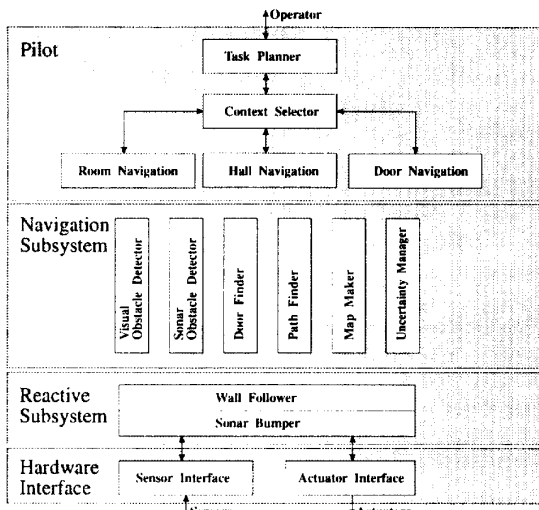 Operator
Pilot
Task Planner
Context Selector
Room Navigation
Hall Navigation
Door Navigation
Navigation
Subsystem
Visual
Obstacle Detector
Sonar
Obstacle Detector
Door Finder
Path Finder
Map Maker
Uncertainty Manager
Reactive
Subsystem
Wall Follower
Sonar Bumper
Hardware
Interface
Sensor Interface
Actuator Interface